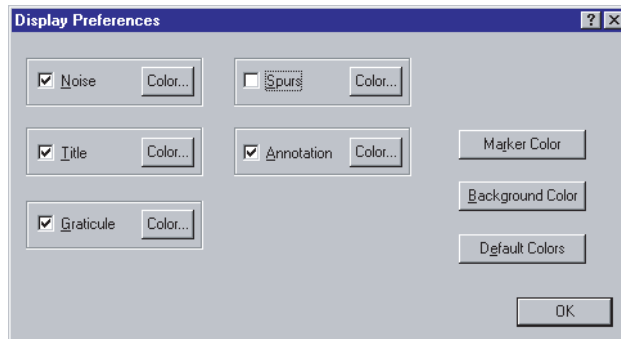 Display Preferences
? X
Noise Color... Spurs Color...
Title Color... Annotation Color... Marker Color
Graticule Color... Background Color
Default Colors
OK